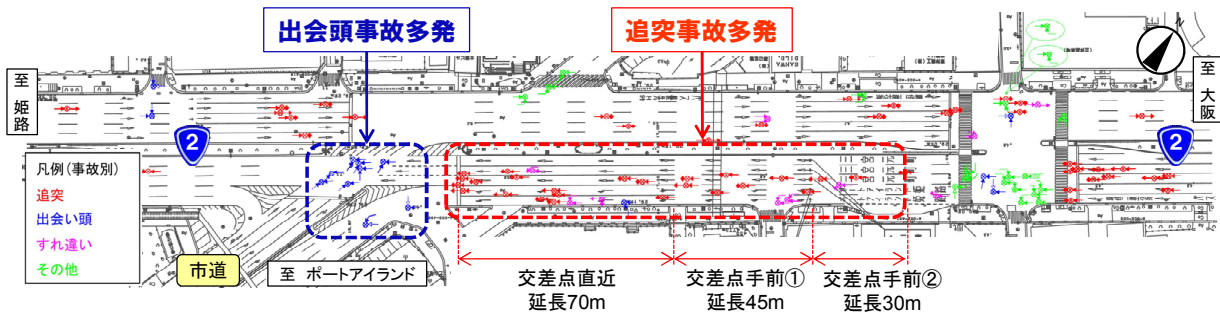 出会頭事故多発
追突事故多発
至 姫路
至 大阪
2
2
凡例(事故別)
追突
出会い頭
すれ違い
その他
市道
至 ポートアイランド
交差点直近
延長70m
交差点手前①
延長45m
交差点手前②
延長30m